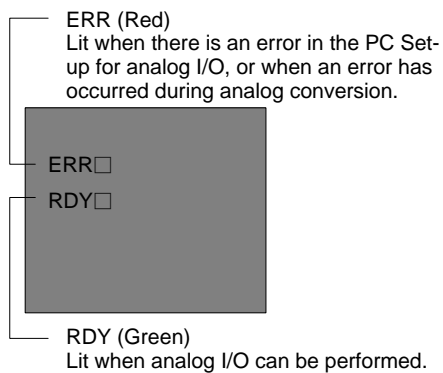 ERR (Red)
Lit when there is an error in the PC Set-
up for analog I/O, or when an error has
occurred during analog conversion.
ERR
RDY
RDY (Green)
Lit when analog I/O can be performed.